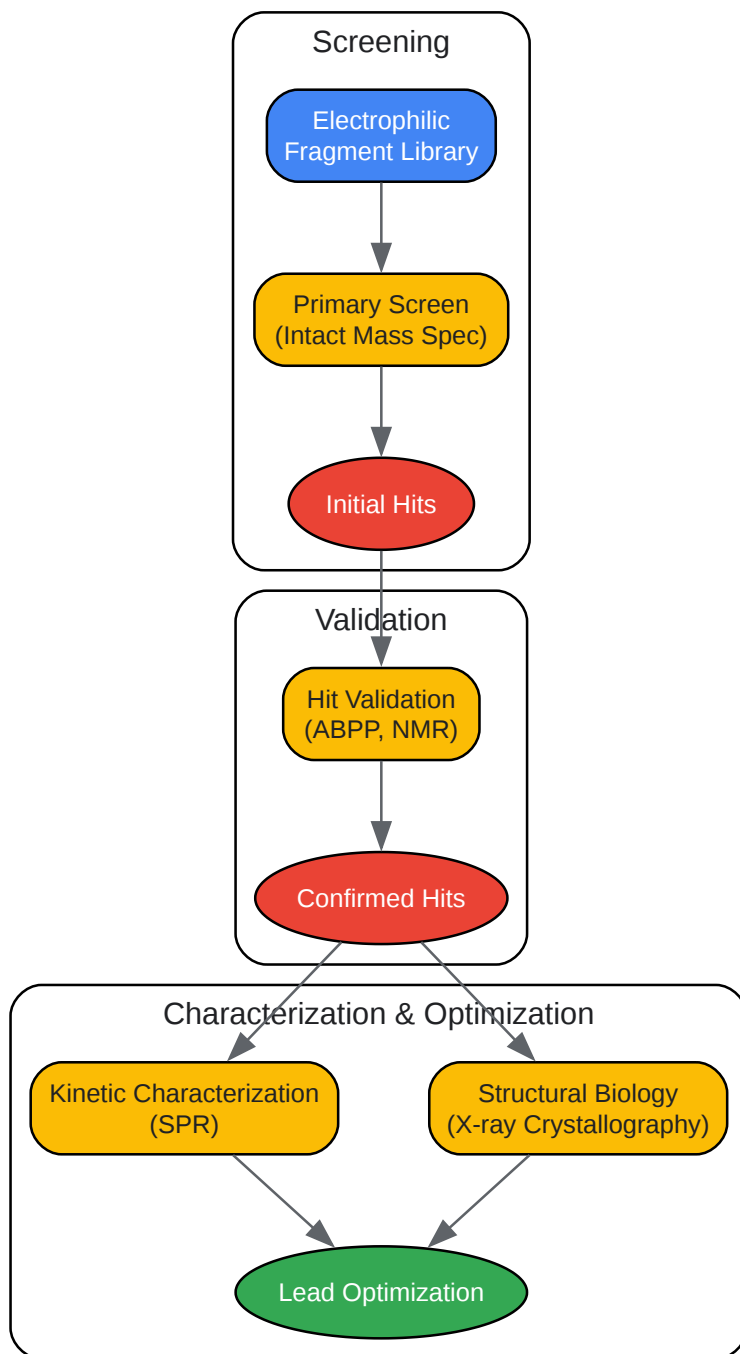 Screening
Electrophilic
Fragment Library
Primary Screen
(Intact Mass Spec)
Initial Hits
Validation
Hit Validation
(ABPP, NMR)
Confirmed Hits
Characterization & Optimization
Kinetic Characterization
(SPR)
Structural Biology
(X-ray Crystallography)
Lead Optimization